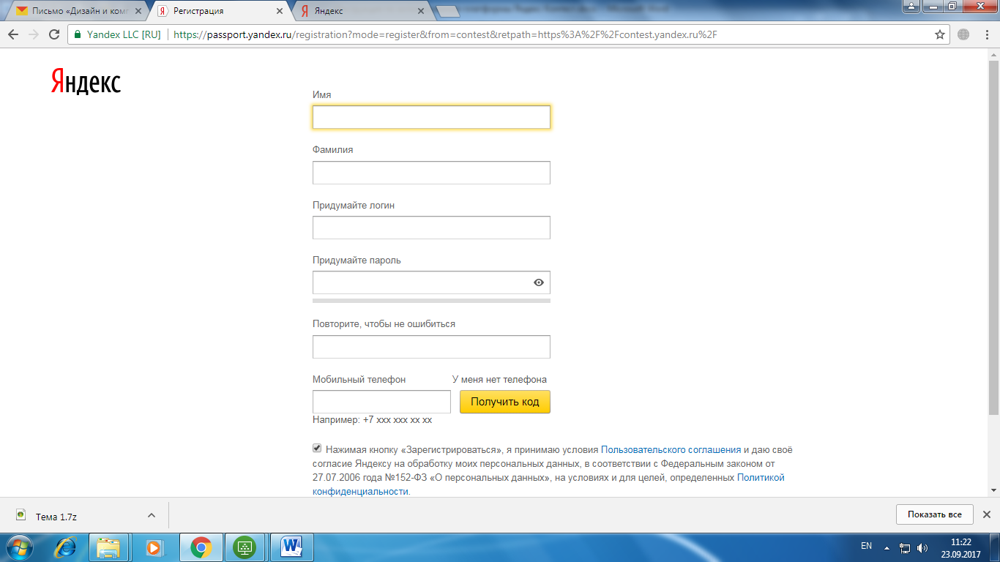 Письмо «Дизайн и комп
Регистрация
Яндекс
Yandex LLC [RU]
https://passport.yandex.ru/registration?mode=register&from=contest&retpath=https%3A%2F%2Fcontest.yandex.ru%2F
Яндекс
Имя
Фамилия
Придумайте логин
Придумайте пароль
Повторите, чтобы не ошибиться
Мобильный телефон
У меня нет телефона
Получить код
Например: +7 xxx xxx xx xx
Нажимая кнопку «Зарегистрироваться», я принимаю условия Пользовательского соглашения и даю своё
согласие Яндексу на обработку моих персональных данных, в соответствии с Федеральным законом от
27.07.2006 года №152-ФЗ «О персональных данных», на условиях и для целей, определенных Политикой
конфиденциальности.
Тема 1.7z
Показать все
EN
11:22
23.09.2017